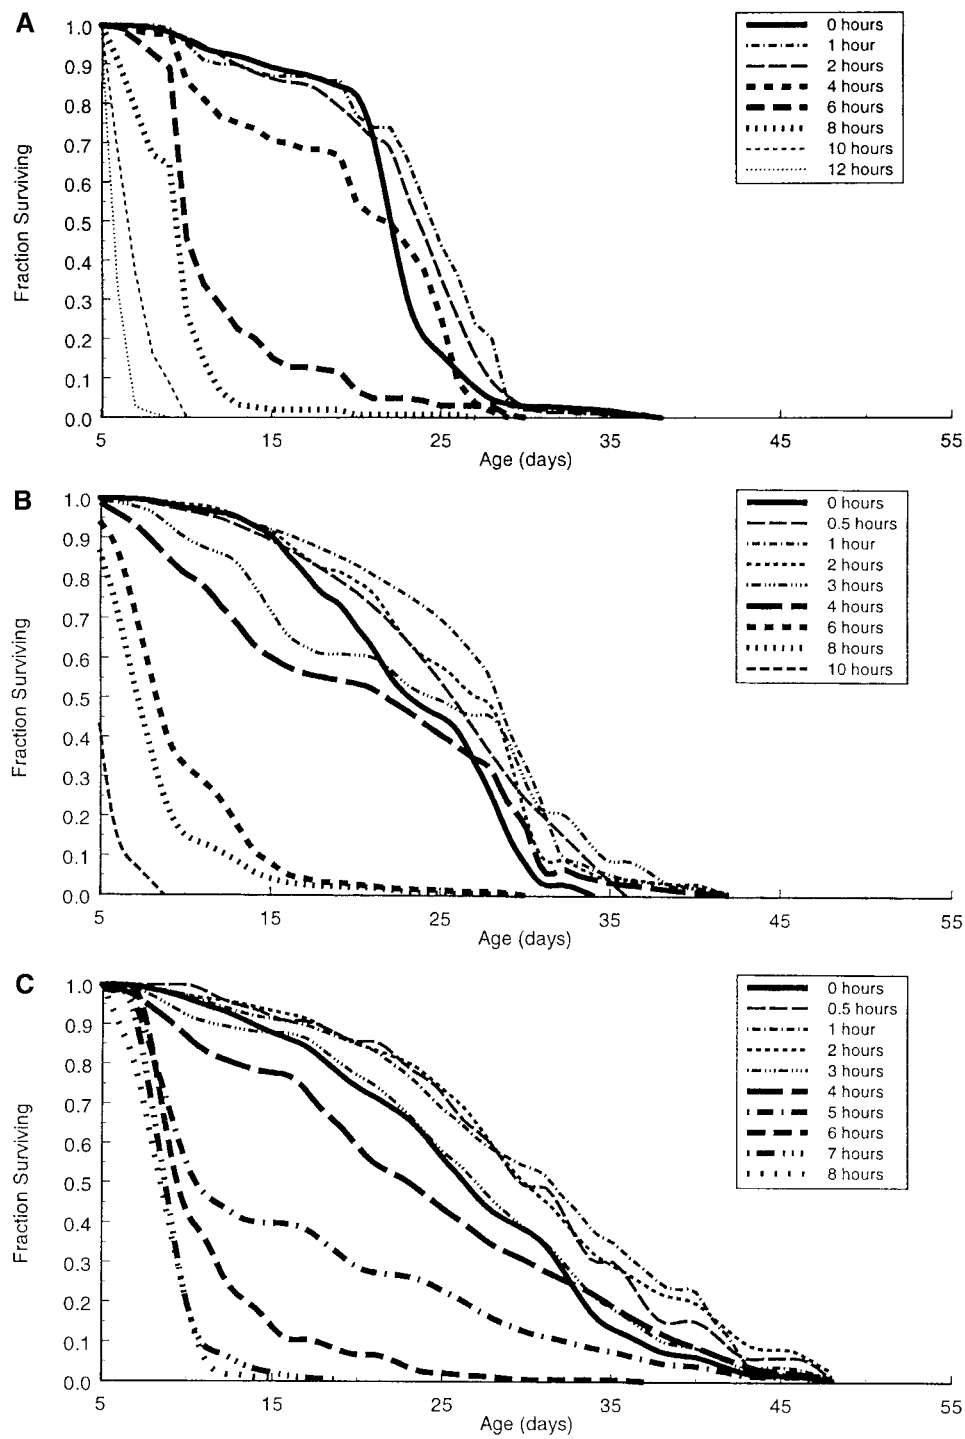 A
1.0
0.9
0.8
0.7
0.6
0.5
0.4
0.3
0.2
0.1
0.0
Fraction Surviving
5 15 25 35 45 55
Age (days)
0 hours
1 hour
2 hours
4 hours
6 hours
8 hours
10 hours
12 hours
B
1.0
0.9
0.8
0.7
0.6
0.5
0.4
0.3
0.2
0.1
0.0
Fraction Surviving
5 15 25 35 45 55
Age (days)
0 hours
0.5 hours
1 hour
2 hours
3 hours
4 hours
6 hours
8 hours
10 hours
C
1.0
0.9
0.8
0.7
0.6
0.5
0.4
0.3
0.2
0.1
0.0
Fraction Surviving
5 15 25 35 45 55
Age (days)
0 hours
0.5 hours
1 hour
2 hours
3 hours
4 hours
5 hours
6 hours
7 hours
8 hours